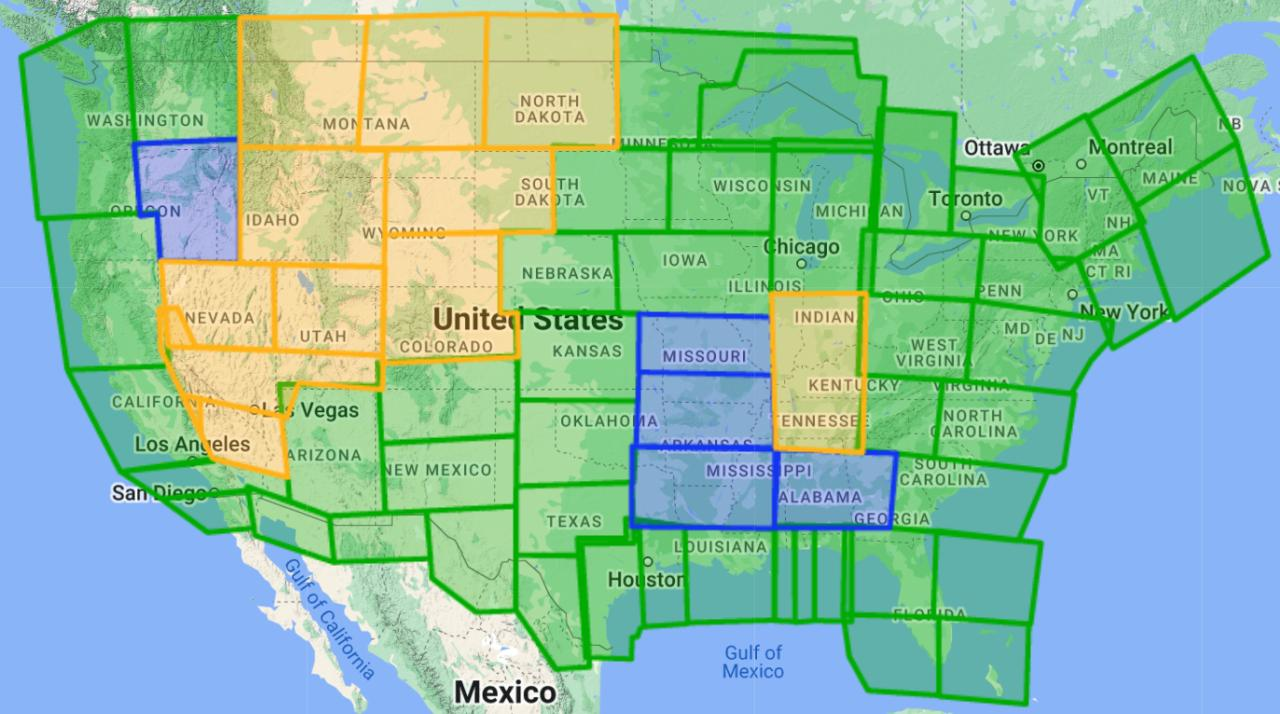 NORTH
DAKOTA
WASHINGTON
MONTANA
MINNESOTA
Ottawa
Montreal
NB
SOUTH
DAKOTA
WISCONSIN
MICHIGAN
Toronto
VT
MAINE
NOVA S
OREGON
IDAHO
WYOMING
NEW YORK
NH
MA
CT RI
Chicago
NEBRASKA
IOWA
ILLINOIS
OHIO
PENN
NEVADA
UTAH
United States
COLORADO
KANSAS
MISSOURI
INDIAN
New York
MD
DE
NJ
WEST
VIRGINIA
KENTUCKY
VIRGINIA
CALIFORNIA
Las Vegas
OKLAHOMA
TENNESSEE
NORTH
CAROLINA
Los Angeles
ARIZONA
NEW MEXICO
ARKANSAS
MISSISSIPPI
SOUTH
CAROLINA
San Diego
ALABAMA
TEXAS
GEORGIA
LOUISIANA
Houston
Gulf of California
FLORIDA
Gulf of
Mexico
Mexico